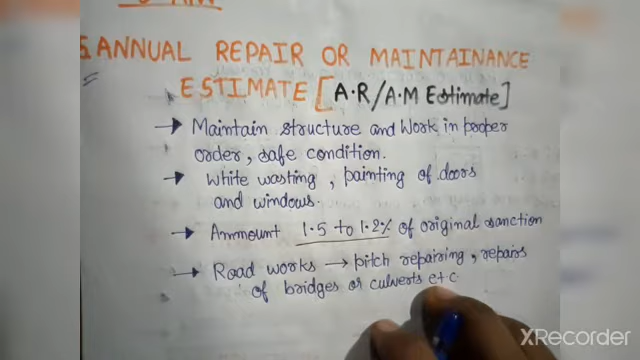 5. ANNUAL REPAIR OR MAINTAINANCE
ESTIMATE [A.R/A.M Estimate]
→ Maintain structure and work in proper
order, safe condition.
→ White wasting, painting of doors
and windows.
→ Ammount 1.5 to 1.2% of original sanction
→ Road works → pitch repairing, repairs
of bridges or culverts etc.
XRecorder